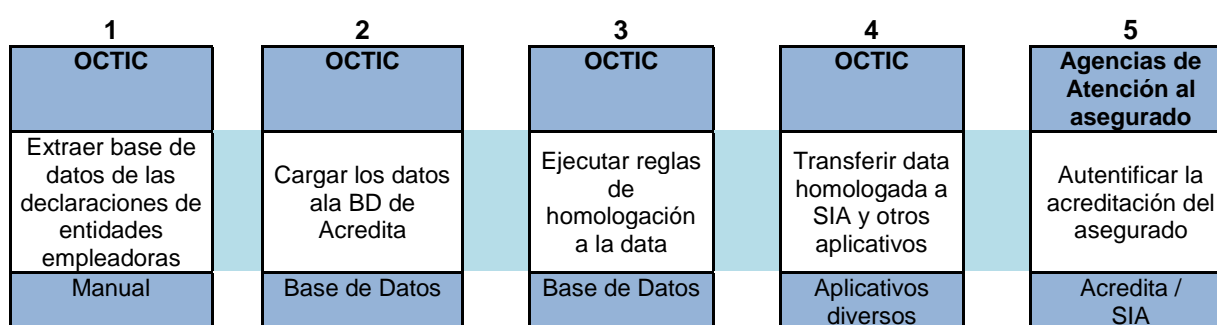 1
OCTIC
Extraer base de
datos de las
declaraciones de
entidades
empleadoras
Manual
2
OCTIC
Cargar los datos
ala BD de
Acredita
Base de Datos
3
OCTIC
Ejecutar reglas
de
homologación
a la data
Base de Datos
4
OCTIC
Transferir data
homologada a
SIA y otros
aplicativos
Aplicativos
diversos
5
Agencias de
Atención al
asegurado
Autentificar la
acreditación del
asegurado
Acredita /
SIA